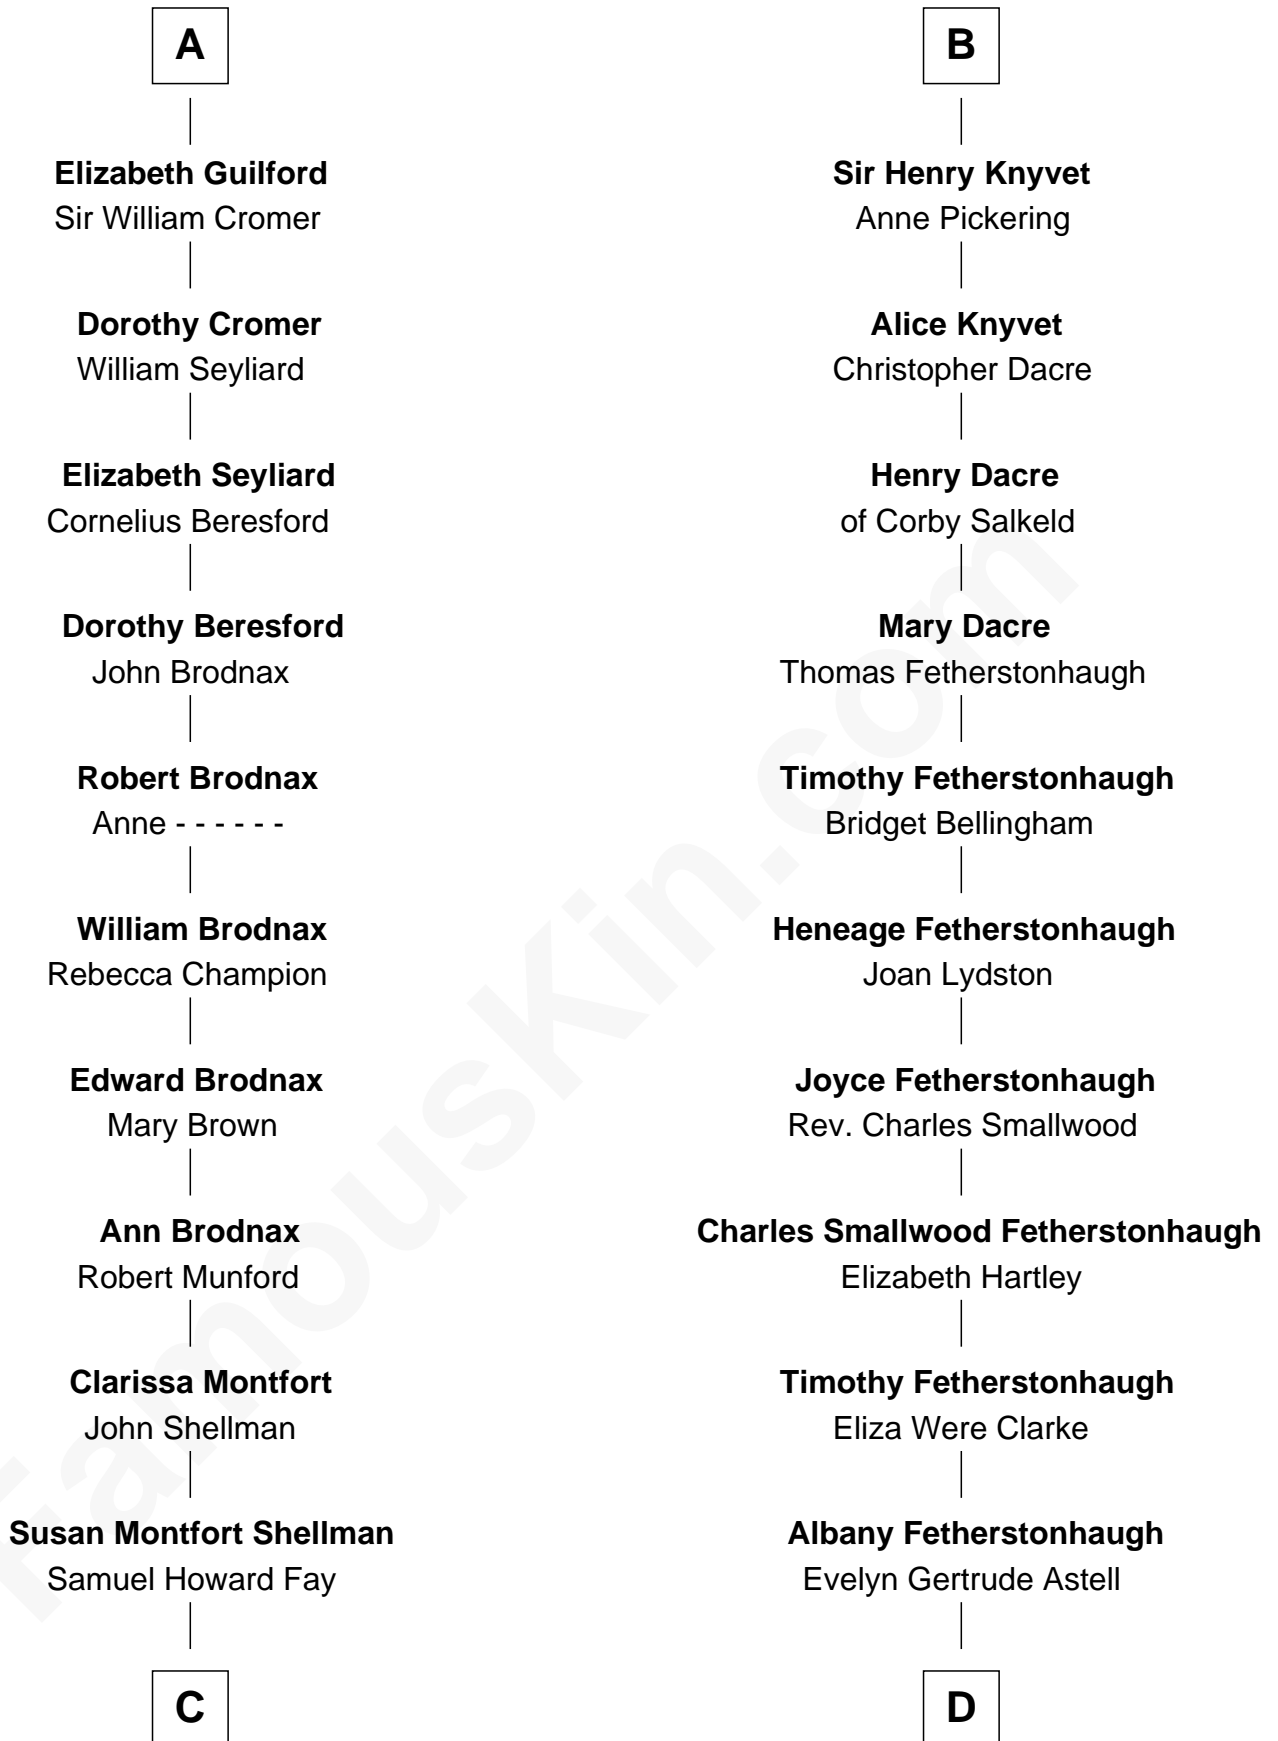 A
Elizabeth Guilford
Sir William Cromer
Dorothy Cromer
William Seyliard
Elizabeth Seyliard
Cornelius Beresford
Dorothy Beresford
John Brodnax
Robert Brodnax
Anne - - - - - -
William Brodnax
Rebecca Champion
Edward Brodnax
Mary Brown
Ann Brodnax
Robert Munford
Clarissa Montfort
John Shellman
Susan Montfort Shellman
Samuel Howard Fay
C
B
Sir Henry Knyvet
Anne Pickering
Alice Knyvet
Christopher Dacre
Henry Dacre
of Corby Salkeld
Mary Dacre
Thomas Fetherstonhaugh
Timothy Fetherstonhaugh
Bridget Bellingham
Heneage Fetherstonhaugh
Joan Lydston
Joyce Fetherstonhaugh
Rev. Charles Smallwood
Charles Smallwood Fetherstonhaugh
Elizabeth Hartley
Timothy Fetherstonhaugh
Eliza Were Clarke
Albany Fetherstonhaugh
Evelyn Gertrude Astell
D
FamousKin.com